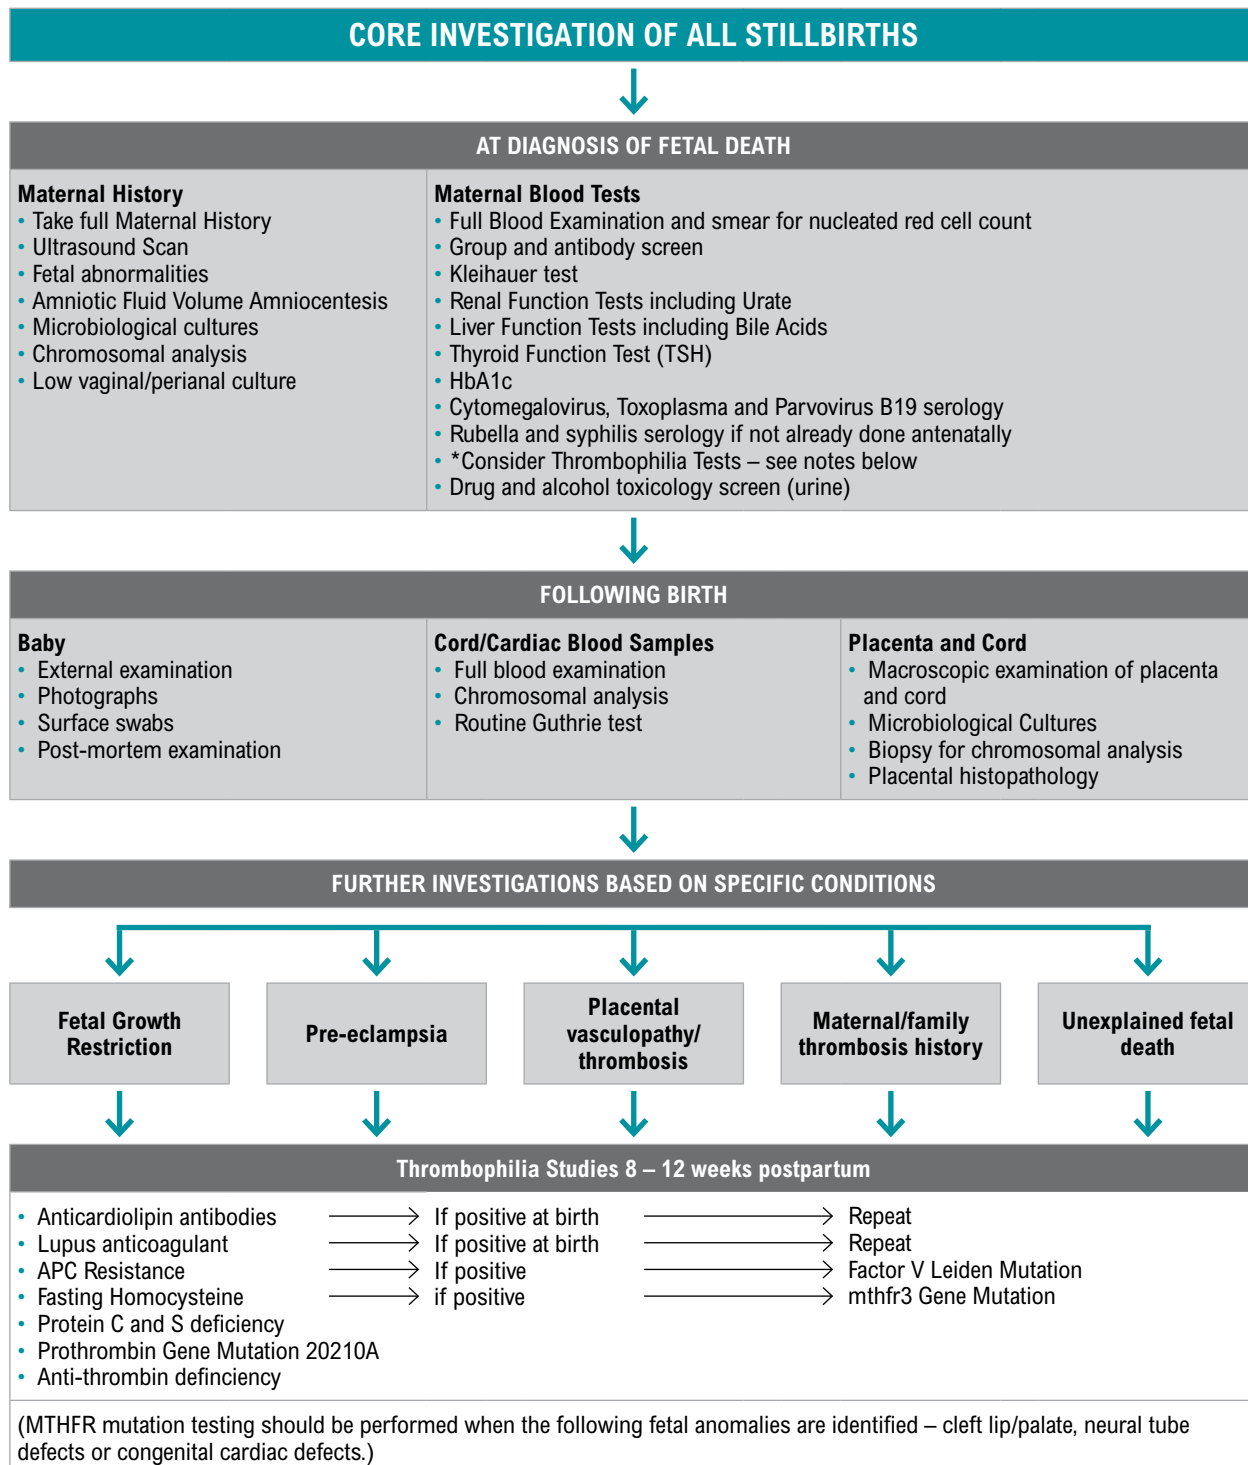 CORE INVESTIGATION OF ALL STILLBIRTHS
AT DIAGNOSIS OF FETAL DEATH
Maternal History
• Take full Maternal History
• Ultrasound Scan
• Fetal abnormalities
• Amniotic Fluid Volume Amniocentesis
• Microbiological cultures
• Chromosomal analysis
• Low vaginal/perianal culture
Maternal Blood Tests
• Full Blood Examination and smear for nucleated red cell count
• Group and antibody screen
• Kleihauer test
• Renal Function Tests including Urate
• Liver Function Tests including Bile Acids
• Thyroid Function Test (TSH)
• HbA1c
• Cytomegalovirus, Toxoplasma and Parvovirus B19 serology
• Rubella and syphilis serology if not already done antenatally
• *Consider Thrombophilia Tests – see notes below
• Drug and alcohol toxicology screen (urine)
FOLLOWING BIRTH
Baby
• External examination
• Photographs
• Surface swabs
• Post-mortem examination
Cord/Cardiac Blood Samples
• Full blood examination
• Chromosomal analysis
• Routine Guthrie test
Placenta and Cord
• Macroscopic examination of placenta
and cord
• Microbiological Cultures
• Biopsy for chromosomal analysis
• Placental histopathology
FURTHER INVESTIGATIONS BASED ON SPECIFIC CONDITIONS
Fetal Growth
Restriction
Pre-eclampsia
Placental
vasculopathy/
thrombosis
Maternal/family
thrombosis history
Unexplained fetal
death
Thrombophilia Studies 8 – 12 weeks postpartum
• Anticardiolipin antibodies If positive at birth Repeat
• Lupus anticoagulant If positive at birth Repeat
• APC Resistance If positive Factor V Leiden Mutation
• Fasting Homocysteine if positive mthfr3 Gene Mutation
• Protein C and S deficiency
• Prothrombin Gene Mutation 20210A
• Anti-thrombin definciency
(MTHFR mutation testing should be performed when the following fetal anomalies are identified – cleft lip/palate, neural tube
defects or congenital cardiac defects.)